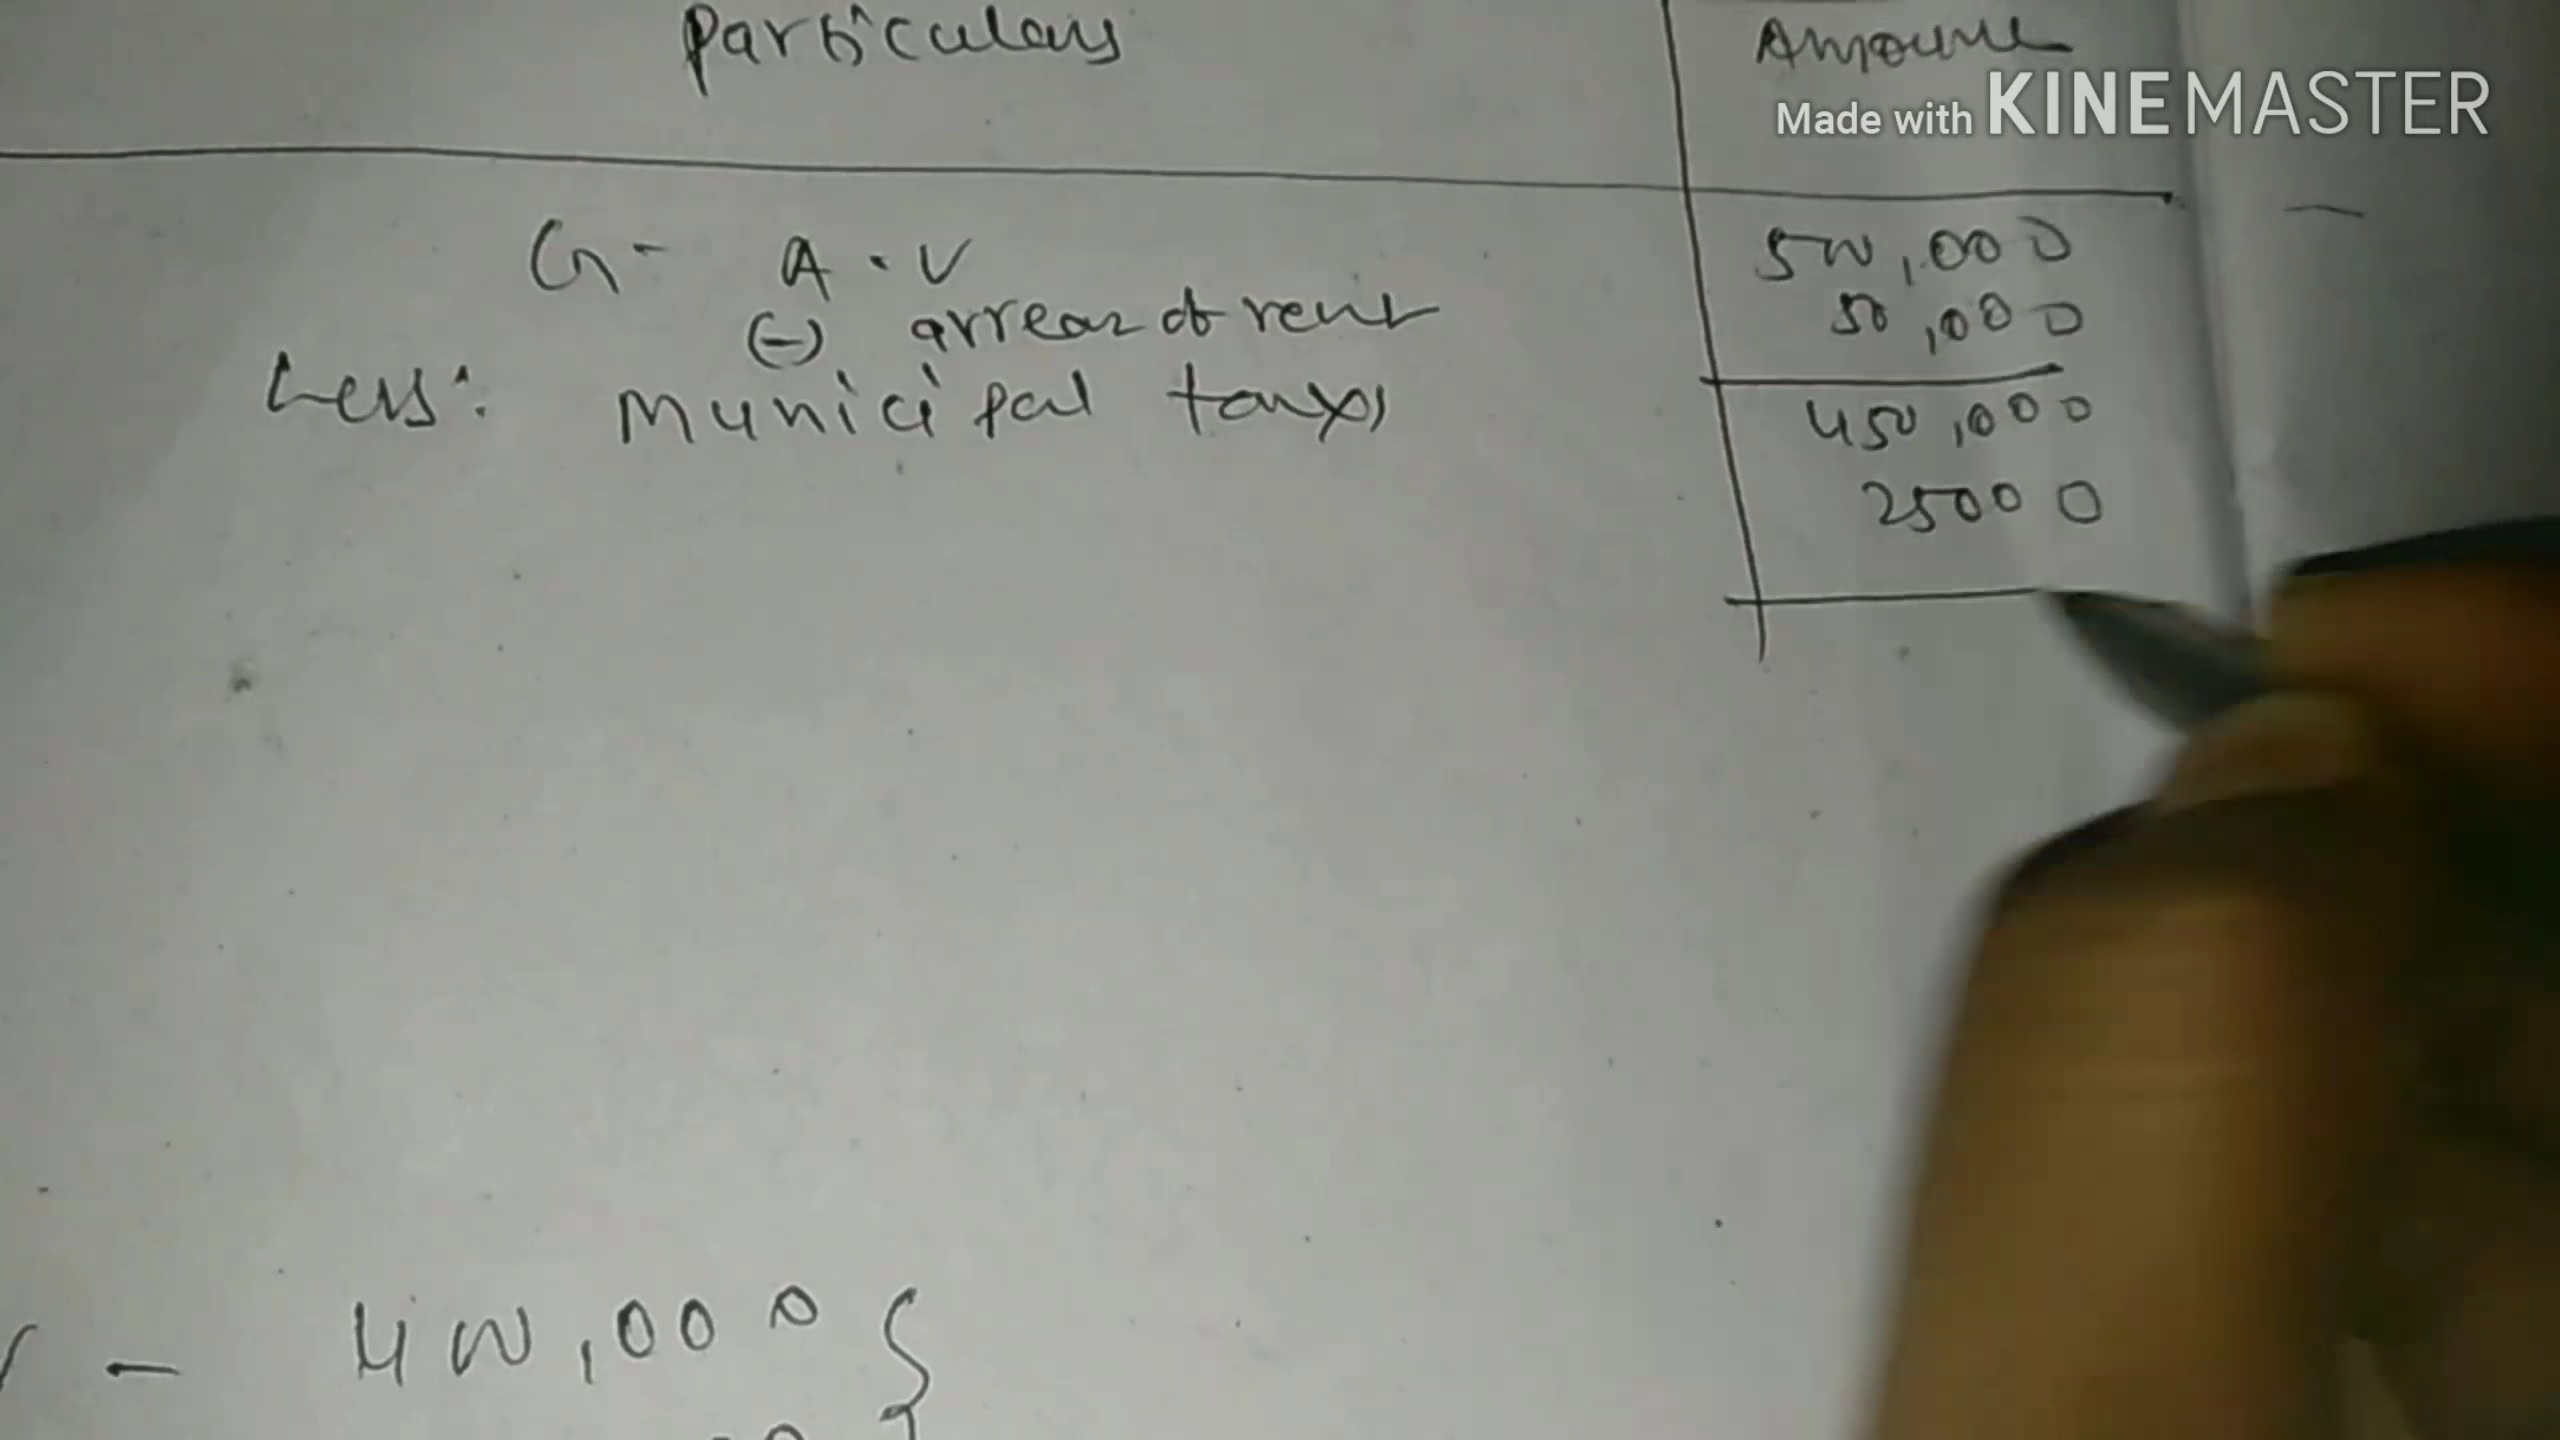 Particulars Amount
Made with KINEMASTER
G- A.V 500,000
(-) arrear of rent 50,000
Less: Municipal taxes 450,000
25000
- 400,000 }